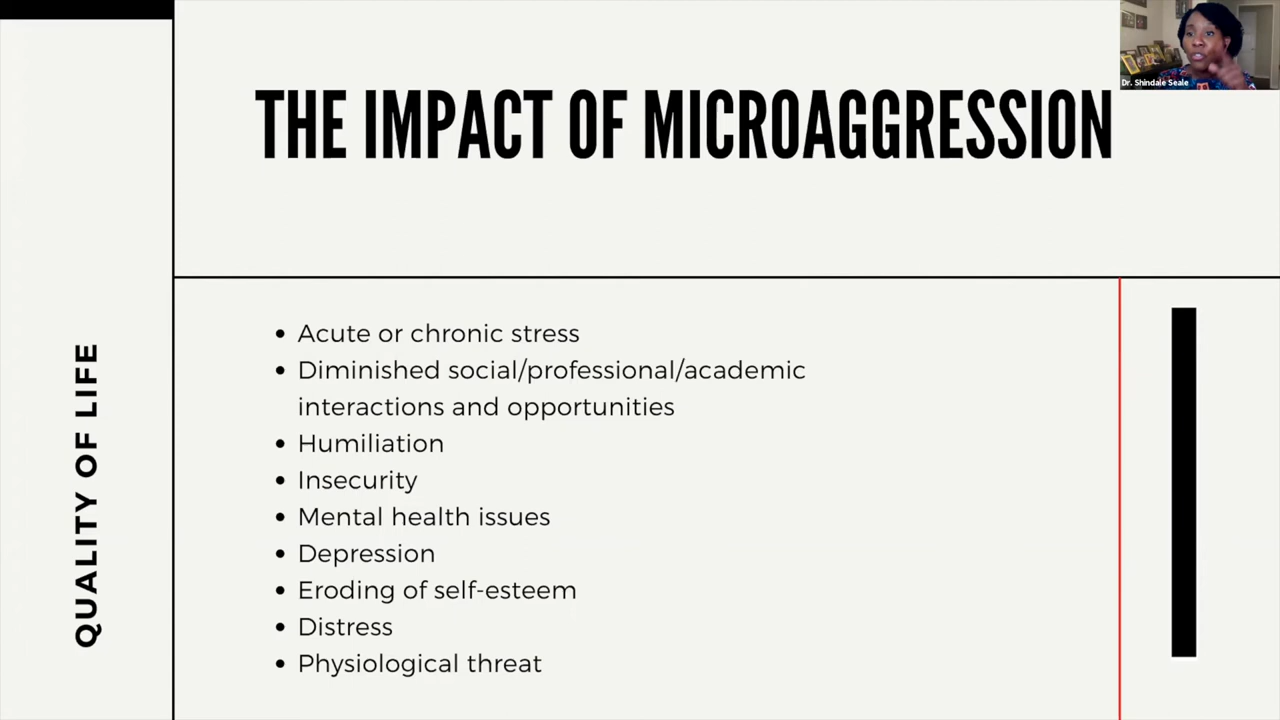 Dr. Shindale Seale
THE IMPACT OF MICROAGGRESSION
QUALITY OF LIFE
• Acute or chronic stress
• Diminished social/professional/academic
interactions and opportunities
• Humiliation
• Insecurity
• Mental health issues
• Depression
• Eroding of self-esteem
• Distress
• Physiological threat